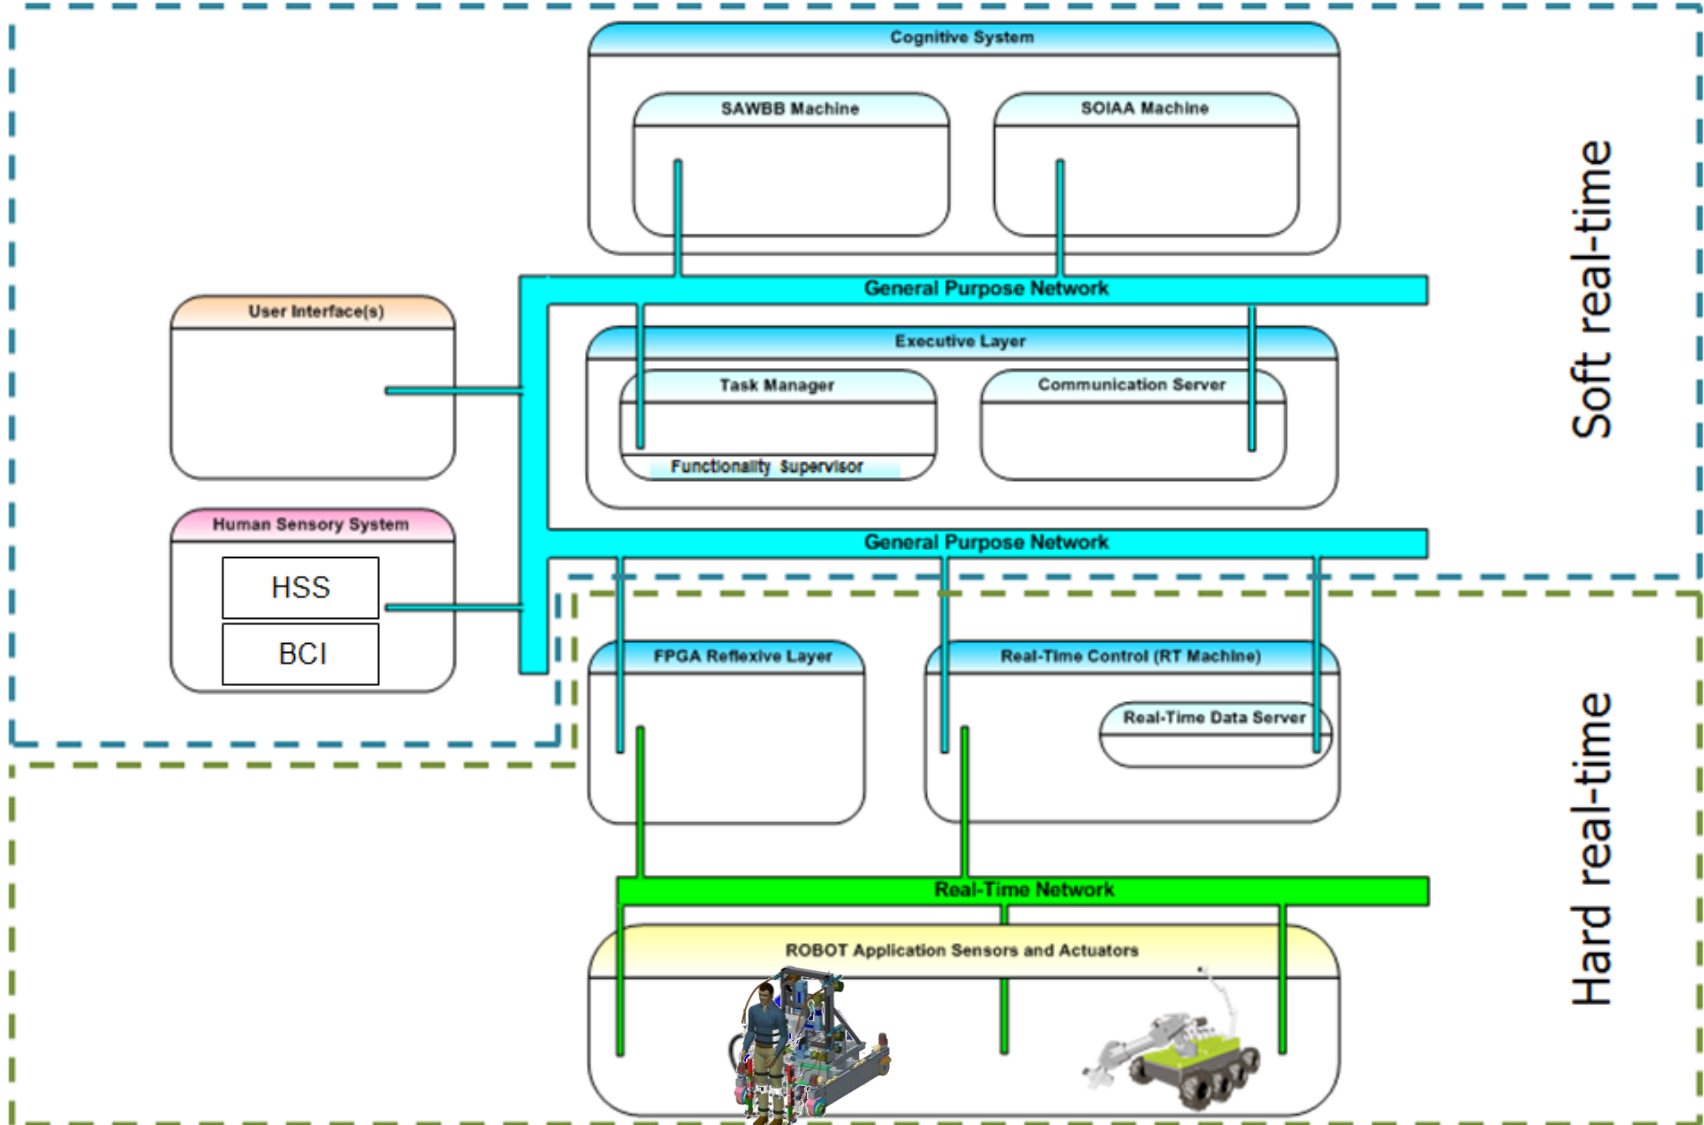 Cognitive System
SAWBB Machine
SOIAA Machine
General Purpose Network
User Interface(s)
Executive Layer
Task Manager
Communication Server
Functionality Supervisor
Human Sensory System
HSS
BCI
General Purpose Network
Soft real-time
FPGA Reflexive Layer
Real-Time Control (RT Machine)
Real-Time Data Server
Real-Time Network
ROBOT Application Sensors and Actuators
Hard real-time